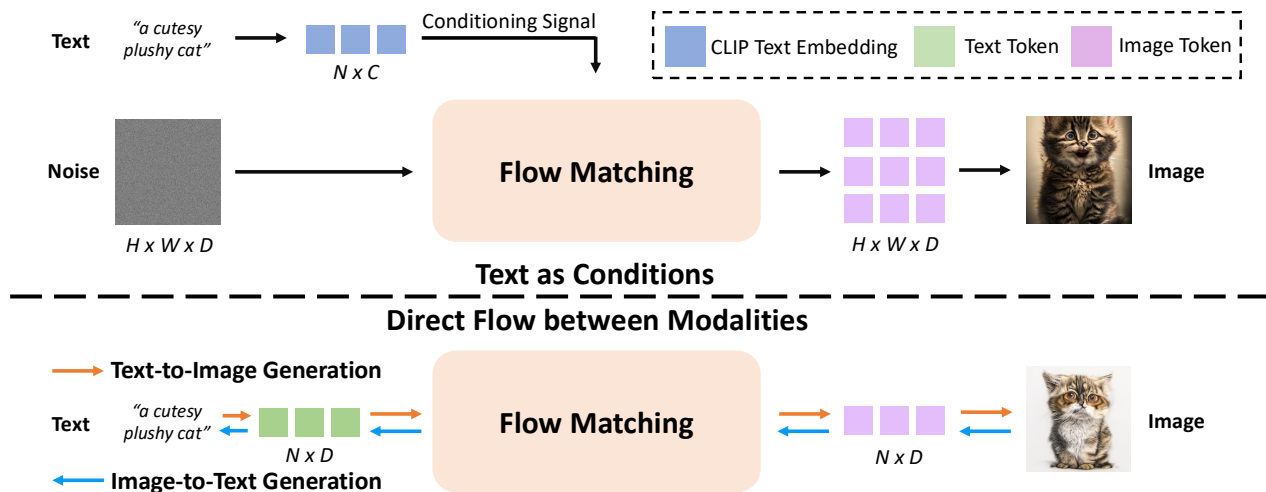 Text
“a cutesy
plushy cat”
N x C
Conditioning Signal
CLIP Text Embedding
Text Token
Image Token
Noise
H x W x D
Flow Matching
H x W x D
Image
Text as Conditions
Direct Flow between Modalities
Text-to-Image Generation
Text
“a cutesy
plushy cat”
N x D
Flow Matching
N x D
Image
Image-to-Text Generation